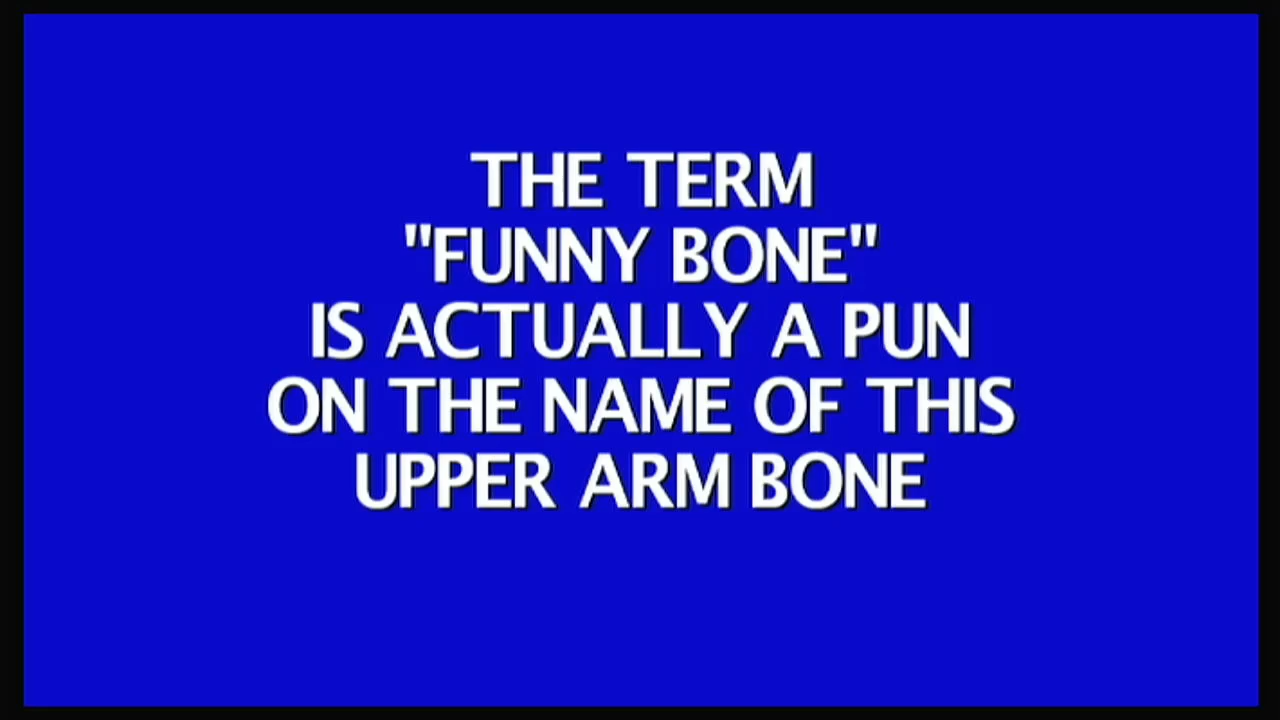 THE TERM
"FUNNY BONE"
IS ACTUALLY A PUN
ON THE NAME OF THIS
UPPER ARM BONE